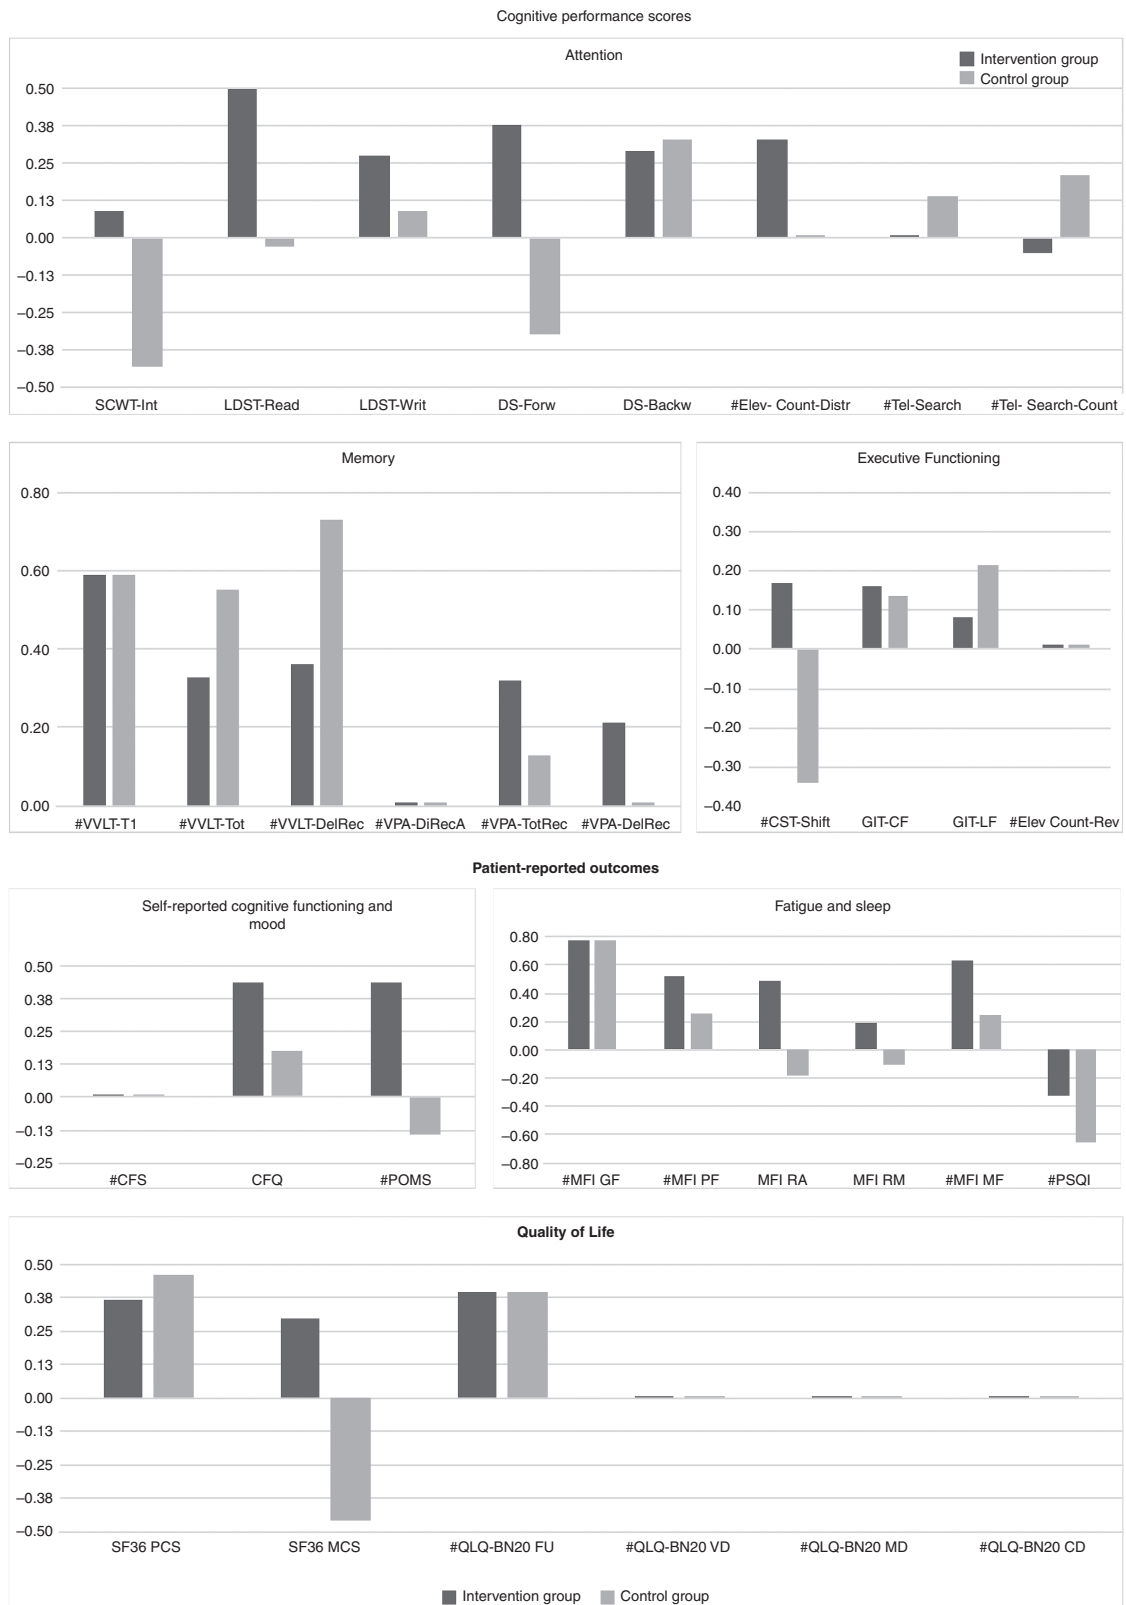 Cognitive performance scores
Attention
Intervention group
Control group
0.50
0.38
0.25
0.13
0.00
–0.13
–0.25
–0.38
–0.50
SCWT-Int LDST-Read LDST-Writ DS-Forw DS-Backw #Elev- Count-Distr #Tel-Search #Tel- Search-Count
Memory
0.80
0.60
0.40
0.20
0.00
#VVLT-T1 #VVLT-Tot #VVLT-DelRec #VPA-DiRecA #VPA-TotRec #VPA-DelRec
Executive Functioning
0.40
0.30
0.20
0.10
0.00
–0.10
–0.20
–0.30
–0.40
#CST-Shift GIT-CF GIT-LF #Elev Count-Rev
Patient-reported outcomes
Self-reported cognitive functioning and
mood
0.50
0.38
0.25
0.13
0.00
–0.13
–0.25
#CFS CFQ #POMS
Fatigue and sleep
0.80
0.60
0.40
0.20
0.00
–0.20
–0.40
–0.60
–0.80
#MFI GF #MFI PF MFI RA MFI RM #MFI MF #PSQI
Quality of Life
0.50
0.38
0.25
0.13
0.00
–0.13
–0.25
–0.38
–0.50
SF36 PCS SF36 MCS #QLQ-BN20 FU #QLQ-BN20 VD #QLQ-BN20 MD #QLQ-BN20 CD
Intervention group Control group